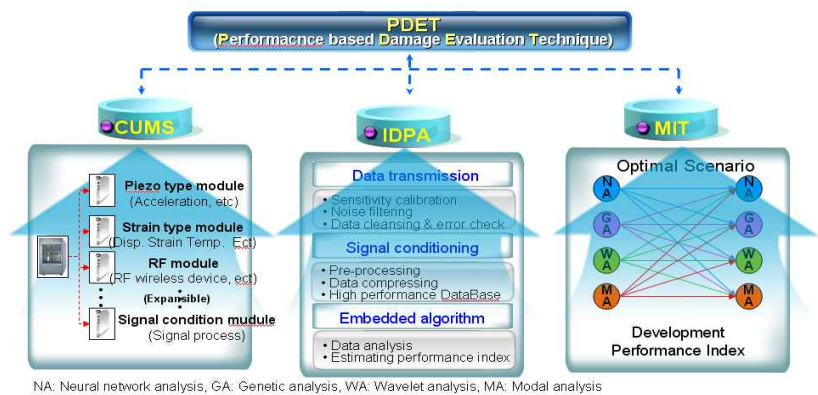 PDET
(Performacnce based Damage Evaluation Technique)
CUMS
Piezo type module
(Acceleration, etc)
Strain type module
(Disp. Strain Temp. Ect)
RF module
(RF wireless device, ect)
(Expansible)
Signal condition mudule
(Signal process)
IDPA
Data transmission
• Sensitivity calibration
• Noise filtering
• Data cleansing & error check
Signal conditioning
• Pre-processing
• Data compressing
• High performance DataBase
Embedded algorithm
• Data analysis
• Estimating performance index
MIT
Optimal Scenario
NA
NA
GA
GA
WA
WA
MA
MA
Development
Performance Index
NA: Neural network analysis, GA: Genetic analysis, WA: Wavelet analysis, MA: Modal analysis